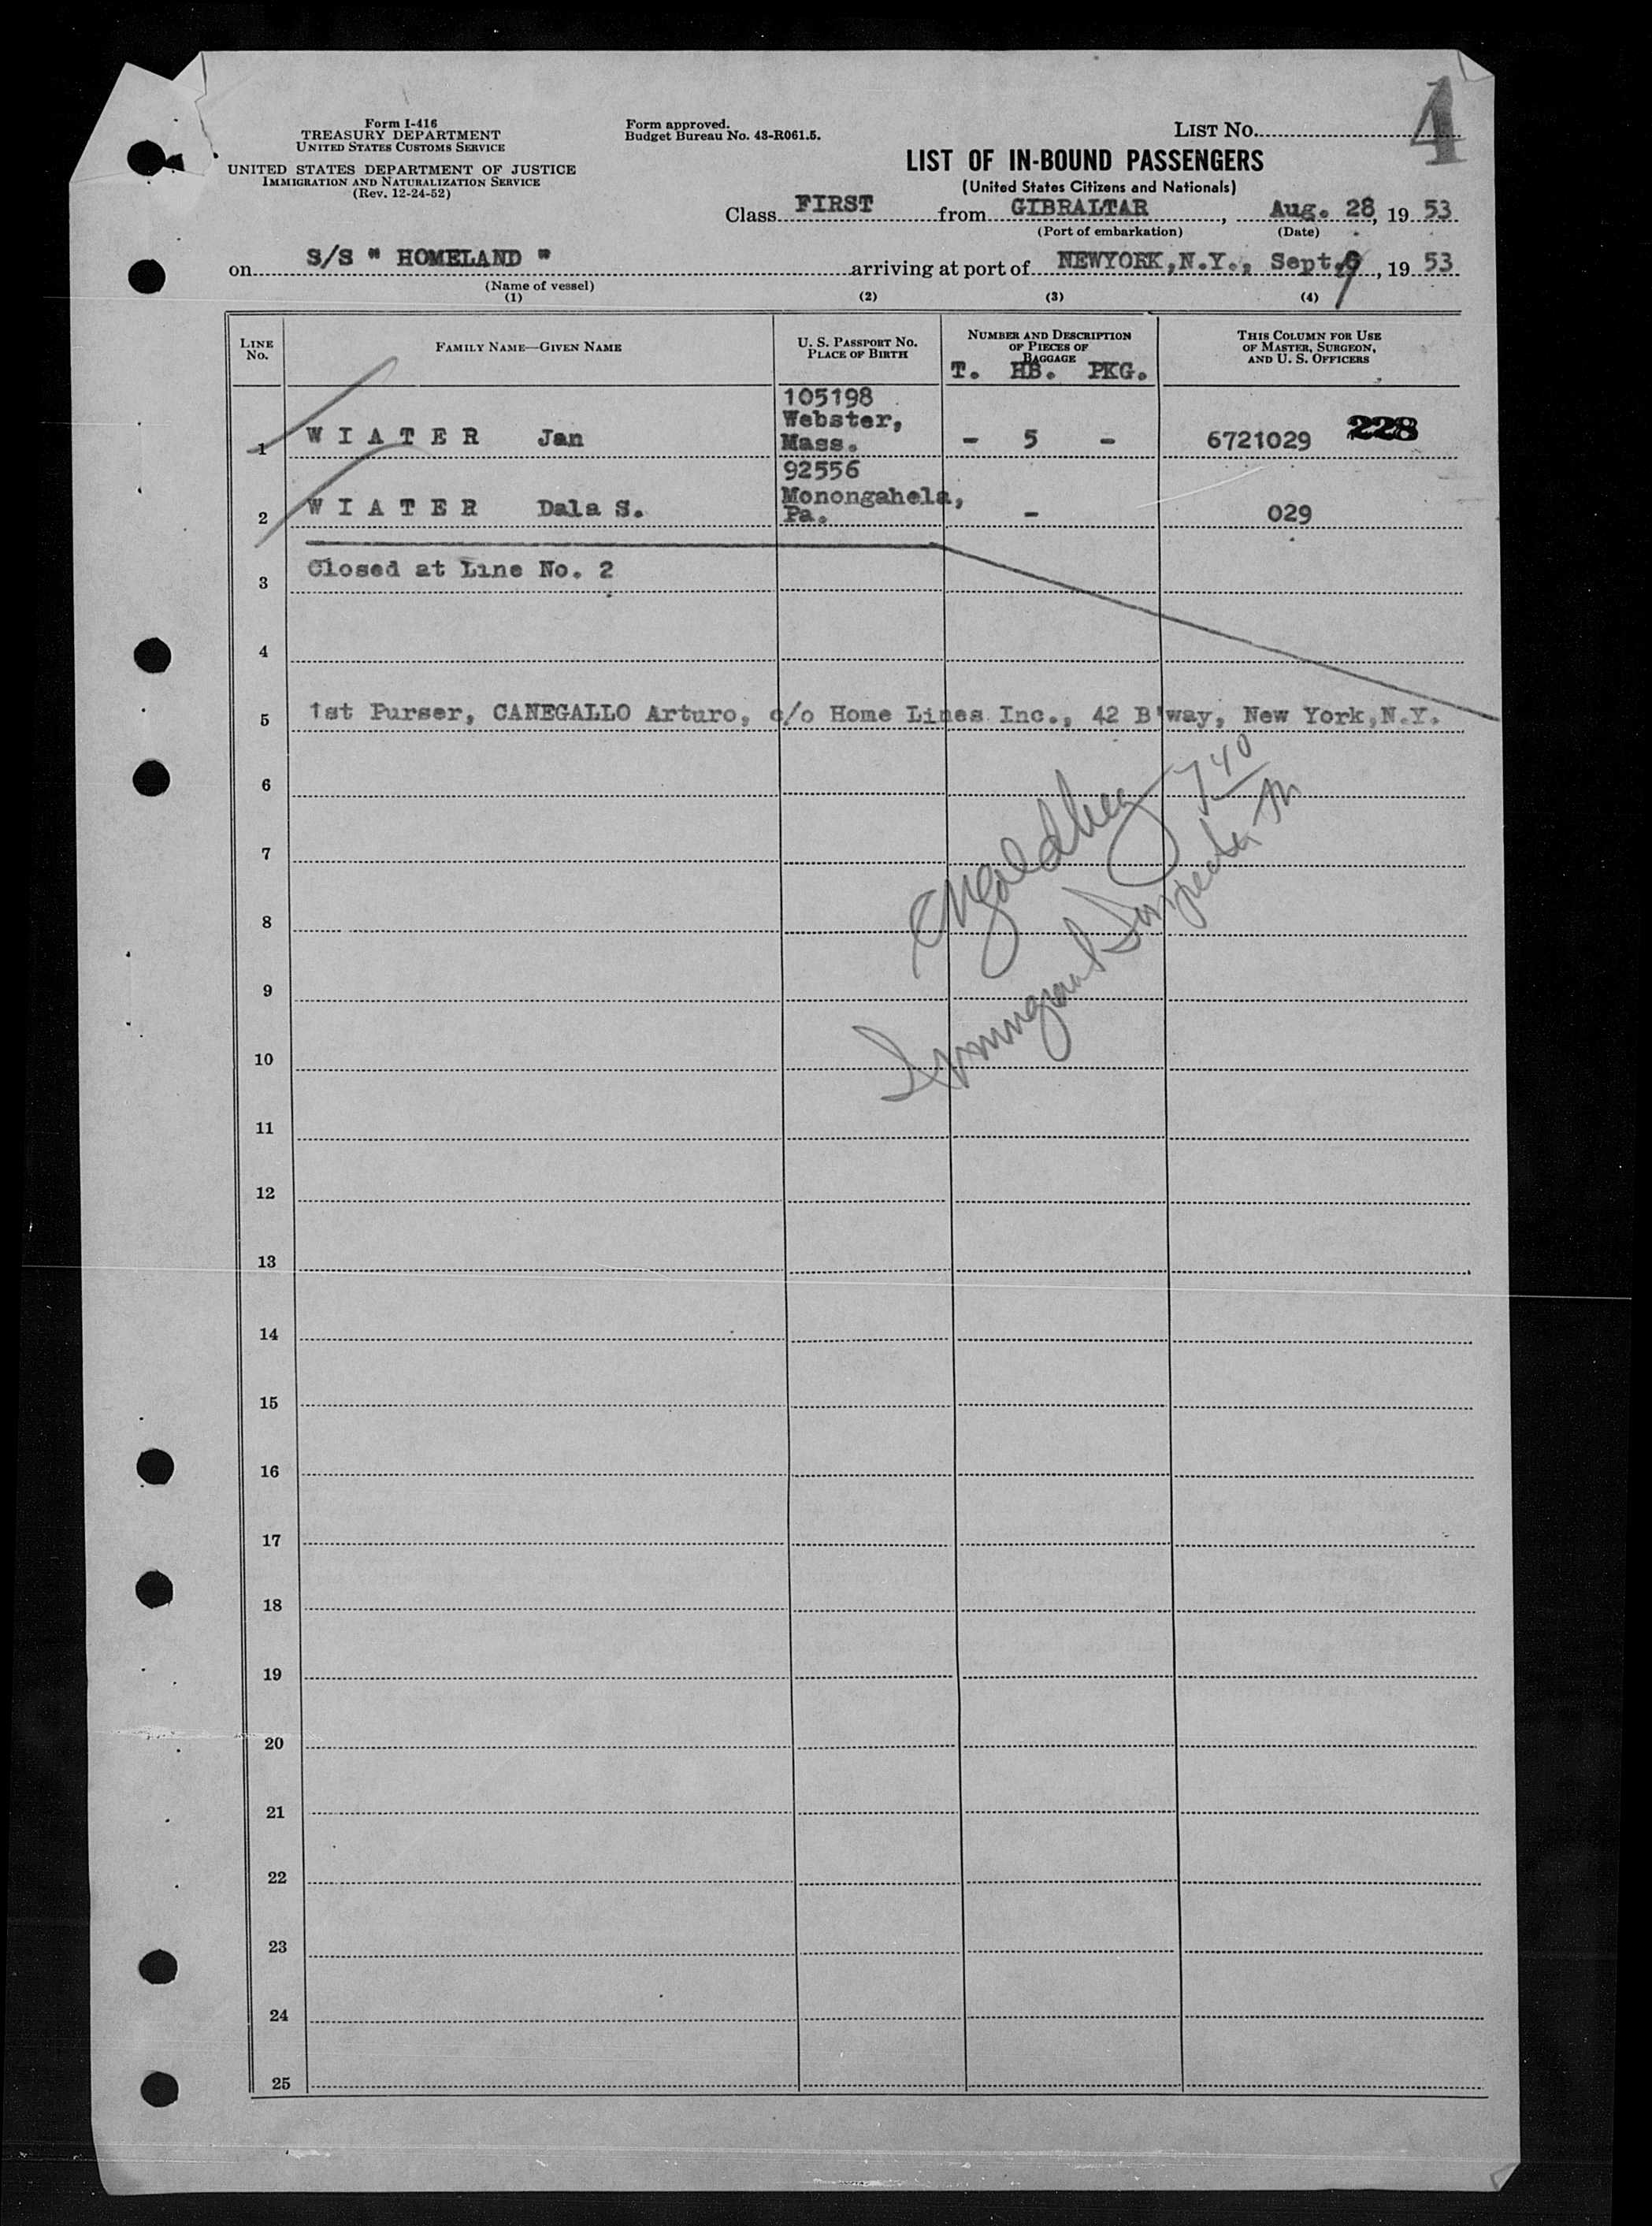 4
Form I-416
TREASURY DEPARTMENT
UNITED STATES CUSTOMS SERVICE
UNITED STATES DEPARTMENT OF JUSTICE
IMMIGRATION AND NATURALIZATION SERVICE
(Rev. 12-24-52)
Form approved.
Budget Bureau No. 43-R061.5.
LIST No.
LIST OF IN-BOUND PASSENGERS
(United States Citizens and Nationals)
Class FIRST from GIBRALTAR, Aug. 28, 1953
(Port of embarkation) (Date)
on S/S " HOMELAND " arriving at port of NEWYORK,N.Y., Sept. 9, 1953
(Name of vessel)
(1) (2) (3) (4)
LINE No.
FAMILY NAME—GIVEN NAME
U. S. PASSPORT NO.
PLACE OF BIRTH
NUMBER AND DESCRIPTION
OF PIECES OF
BAGGAGE
T. HB. PKG.
THIS COLUMN FOR USE
OF MASTER, SURGEON,
AND U. S. OFFICERS
105198
Webster,
1 WIATER Jan Mass. - 5 - 6721029 228
92556
Monongahela,
2 WIATER Dala S. Pa. - 029
3 Closed at Line No. 2
4
5 1st Purser, CANEGALLO Arturo, c/o Home Lines Inc., 42 B'way, New York,N.Y.
740
Immigrant Inspector
6
7
8
9
10
11
12
13
14
15
16
17
18
19
20
21
22
23
24
25